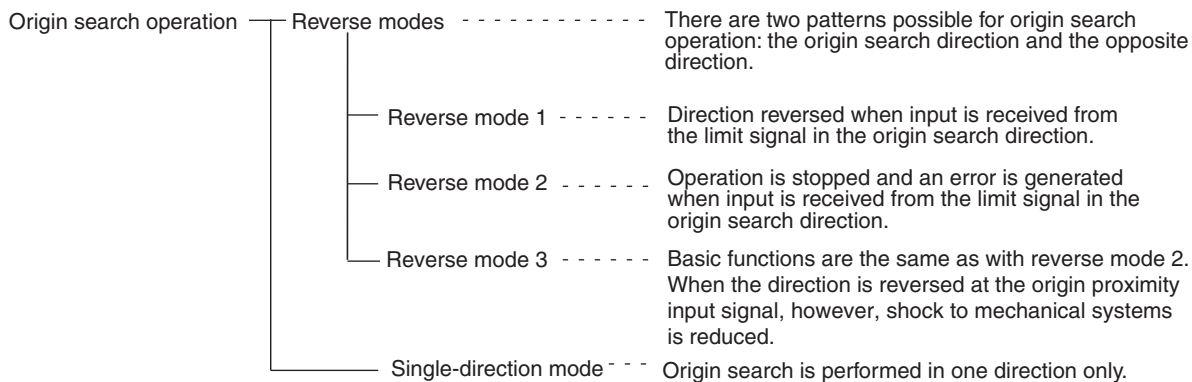 Origin search operation
Reverse modes
There are two patterns possible for origin search
operation: the origin search direction and the opposite
direction.
Reverse mode 1
Direction reversed when input is received from
the limit signal in the origin search direction.
Reverse mode 2
Operation is stopped and an error is generated
when input is received from the limit signal in the
origin search direction.
Reverse mode 3
Basic functions are the same as with reverse mode 2.
When the direction is reversed at the origin proximity
input signal, however, shock to mechanical systems
is reduced.
Single-direction mode
Origin search is performed in one direction only.